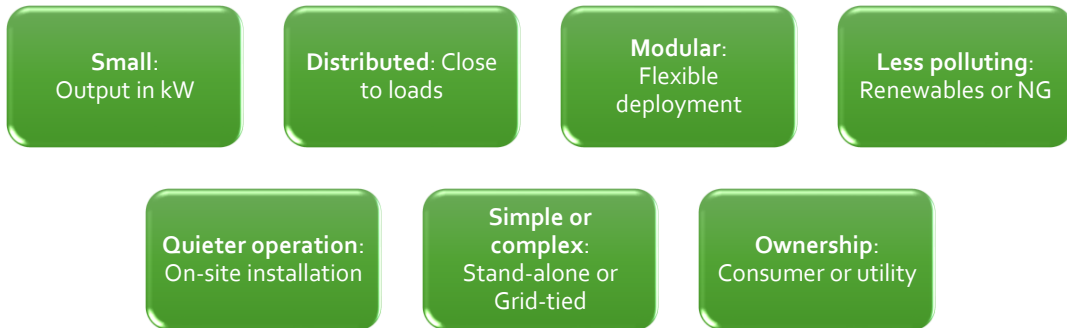 Small:
Output in kW
Distributed: Close
to loads
Modular:
Flexible
deployment
Less polluting:
Renewables or NG
Quieter operation:
On-site installation
Simple or
complex:
Stand-alone or
Grid-tied
Ownership:
Consumer or utility